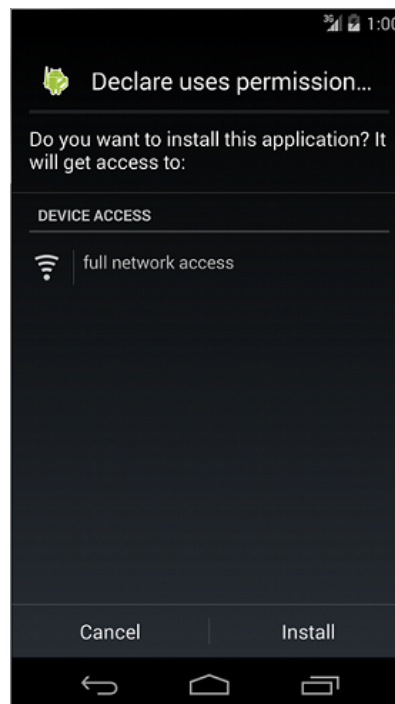 3G 1:00
Declare uses permission...
Do you want to install this application? It
will get access to:
DEVICE ACCESS
full network access
Cancel Install